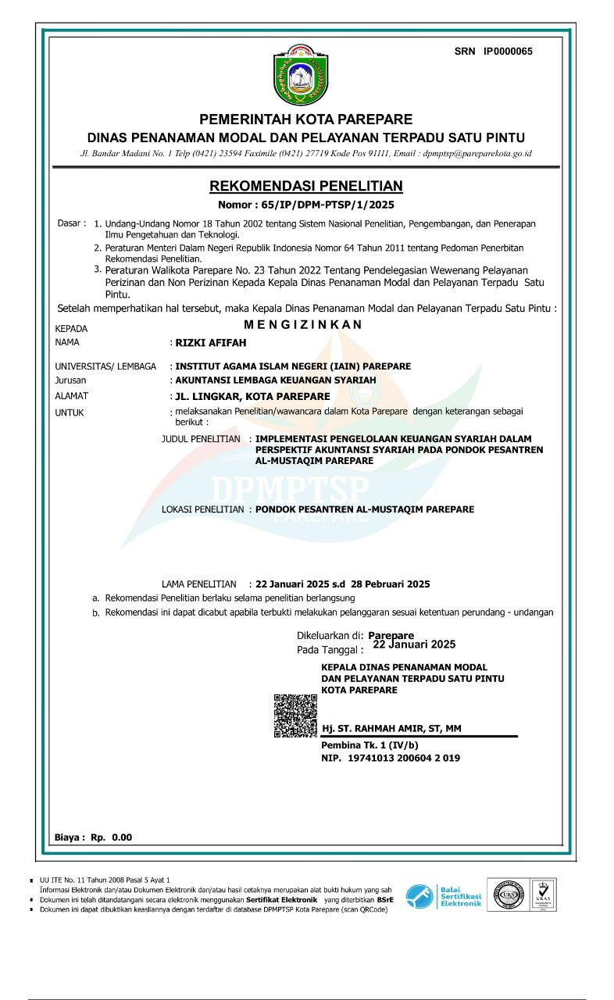 SRN IP0000065
PEMERINTAH KOTA PAREPARE
DINAS PENANAMAN MODAL DAN PELAYANAN TERPADU SATU PINTU
Jl. Bandar Madani No. 1 Telp (0421) 23594 Faximile (0421) 27719 Kode Pos 91111, Email : dpmptsp@pareparekota.go.id
REKOMENDASI PENELITIAN
Nomor : 65/IP/DPM-PTSP/1/2025
Dasar : 1. Undang-Undang Nomor 18 Tahun 2002 tentang Sistem Nasional Penelitian, Pengembangan, dan Penerapan
Ilmu Pengetahuan dan Teknologi.
2. Peraturan Menteri Dalam Negeri Republik Indonesia Nomor 64 Tahun 2011 tentang Pedoman Penerbitan
Rekomendasi Penelitian.
3. Peraturan Walikota Parepare No. 23 Tahun 2022 Tentang Pendelegasian Wewenang Pelayanan
Perizinan dan Non Perizinan Kepada Kepala Dinas Penanaman Modal dan Pelayanan Terpadu Satu
Pintu.
Setelah memperhatikan hal tersebut, maka Kepala Dinas Penanaman Modal dan Pelayanan Terpadu Satu Pintu :
M E N G I Z I N K A N
KEPADA
NAMA : RIZKI AFIFAH
UNIVERSITAS/ LEMBAGA : INSTITUT AGAMA ISLAM NEGERI (IAIN) PAREPARE
Jurusan : AKUNTANSI LEMBAGA KEUANGAN SYARIAH
ALAMAT : JL. LINGKAR, KOTA PAREPARE
UNTUK : melaksanakan Penelitian/wawancara dalam Kota Parepare dengan keterangan sebagai
berikut :
JUDUL PENELITIAN : IMPLEMENTASI PENGELOLAAN KEUANGAN SYARIAH DALAM
PERSPEKTIF AKUNTANSI SYARIAH PADA PONDOK PESANTREN
AL-MUSTAQIM PAREPARE
DPMPTSP
PAREPARE
LOKASI PENELITIAN : PONDOK PESANTREN AL-MUSTAQIM PAREPARE
LAMA PENELITIAN : 22 Januari 2025 s.d 28 Pebruari 2025
a. Rekomendasi Penelitian berlaku selama penelitian berlangsung
b. Rekomendasi ini dapat dicabut apabila terbukti melakukan pelanggaran sesuai ketentuan perundang - undangan
Dikeluarkan di: Parepare
Pada Tanggal : 22 Januari 2025
KEPALA DINAS PENANAMAN MODAL
DAN PELAYANAN TERPADU SATU PINTU
KOTA PAREPARE
Hj. ST. RAHMAH AMIR, ST, MM
Pembina Tk. 1 (IV/b)
NIP. 19741013 200604 2 019
Biaya : Rp. 0.00
UU ITE No. 11 Tahun 2008 Pasal 5 Ayat 1
Informasi Elektronik dan/atau Dokumen Elektronik dan/atau hasil cetaknya merupakan alat bukti hukum yang sah
Dokumen ini telah ditandatangani secara elektronik menggunakan Sertifikat Elektronik yang diterbitkan BSrE
Dokumen ini dapat dibuktikan keasliannya dengan terdaftar di database DPMPTSP Kota Parepare (scan QRCode)
Balai
Sertifikasi
Elektronik
URS
UKAS